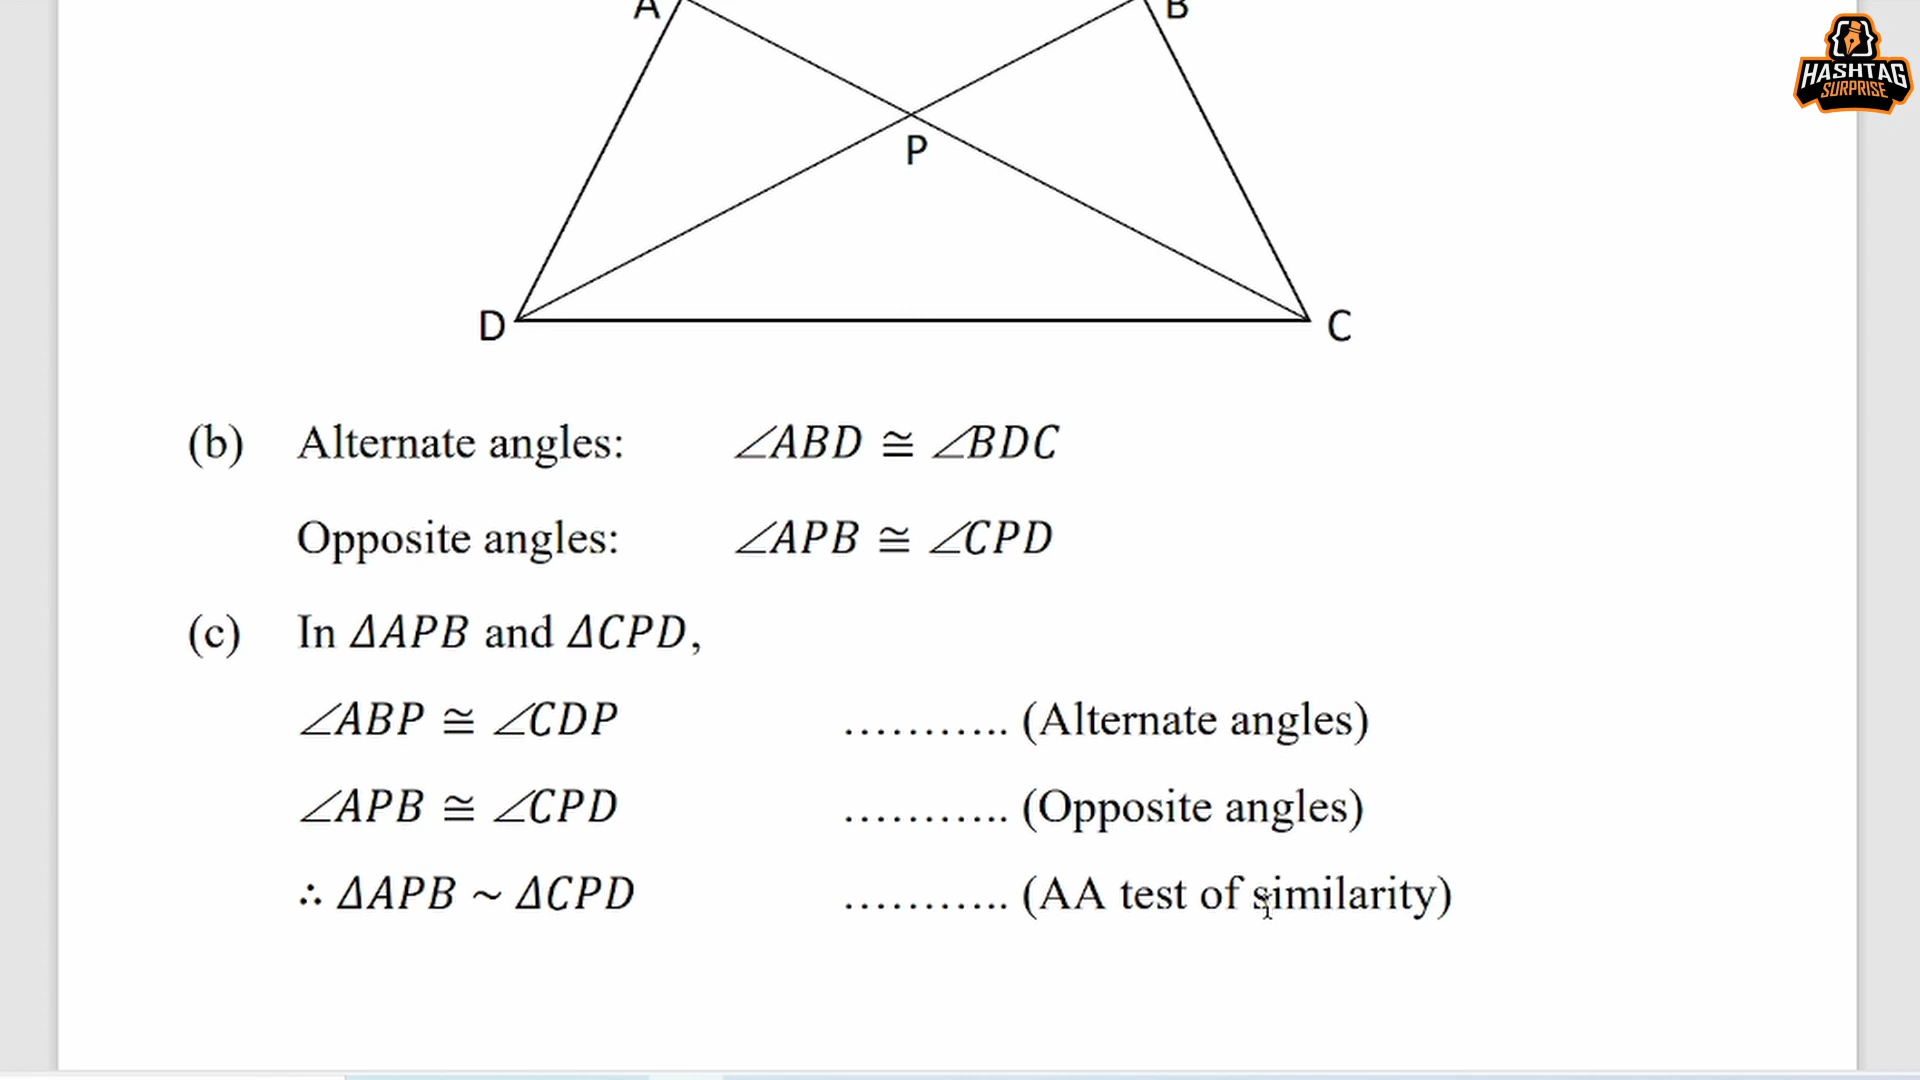 A B
HASHTAG
SURPRISE
P
D C
(b) Alternate angles: ∠ABD ≅ ∠BDC
Opposite angles: ∠APB ≅ ∠CPD
(c) In ΔAPB and ΔCPD,
∠ABP ≅ ∠CDP ........... (Alternate angles)
∠APB ≅ ∠CPD ........... (Opposite angles)
∴ ΔAPB ~ ΔCPD ........... (AA test of similarity)